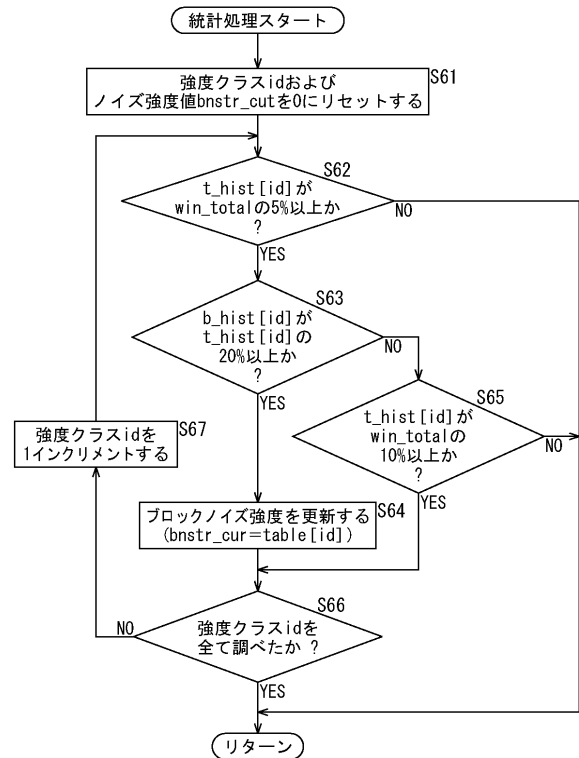 統計処理スタート
強度クラスidおよび
ノイズ強度値bnstr_cutを0にリセットする
S61
S62
t_hist[id]が
win_totalの5%以上か
?
NO
YES
S63
b_hist[id]が
t_hist[id]の
20%以上か
?
NO
YES
S65
t_hist[id]が
win_totalの
10%以上か
?
NO
YES
強度クラスidを
1インクリメントする
S67
ブロックノイズ強度を更新する
(bnstr_cur=table[id])
S64
S66
強度クラスidを
全て調べたか ?
NO
YES
リターン